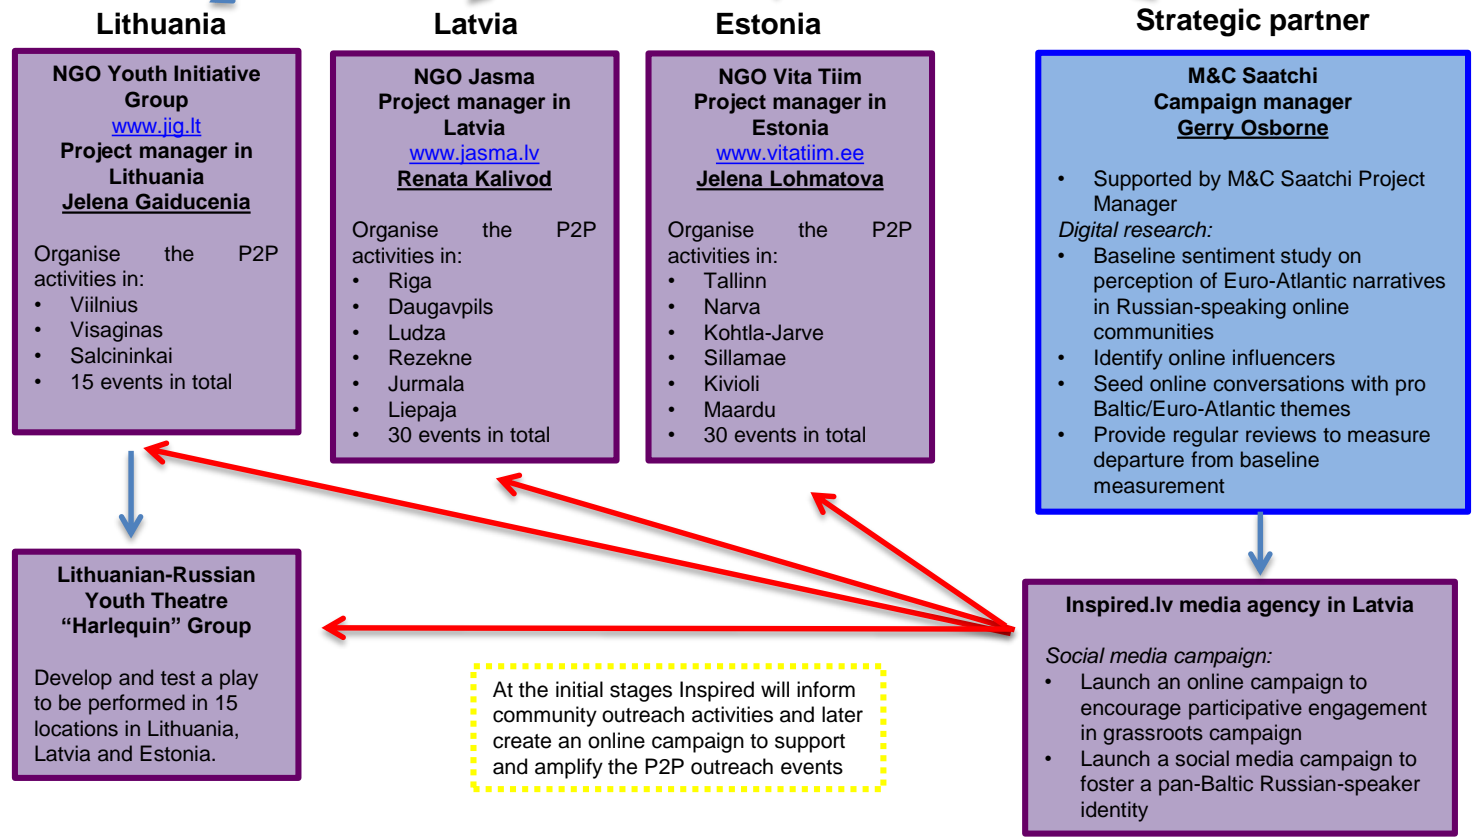 Lithuania
NGO Youth Initiative
Group
www.jig.lt
Project manager in
Lithuania
Jelena Gaiducenia
Organise the P2P
activities in:
• Viilnius
• Visaginas
• Salcininkai
• 15 events in total
Latvia
NGO Jasma
Project manager in
Latvia
www.jasma.lv
Renata Kalivod
Organise the P2P
activities in:
• Riga
• Daugavpils
• Ludza
• Rezekne
• Jurmala
• Liepaja
• 30 events in total
Estonia
NGO Vita Tiim
Project manager in
Estonia
www.vitatiim.ee
Jelena Lohmatova
Organise the P2P
activities in:
• Tallinn
• Narva
• Kohtla-Jarve
• Sillamae
• Kivioli
• Maardu
• 30 events in total
Strategic partner
M&C Saatchi
Campaign manager
Gerry Osborne
• Supported by M&C Saatchi Project
Manager
Digital research:
• Baseline sentiment study on
perception of Euro-Atlantic narratives
in Russian-speaking online
communities
• Identify online influencers
• Seed online conversations with pro
Baltic/Euro-Atlantic themes
• Provide regular reviews to measure
departure from baseline
measurement
Lithuanian-Russian
Youth Theatre
“Harlequin” Group
Develop and test a play
to be performed in 15
locations in Lithuania,
Latvia and Estonia.
At the initial stages Inspired will inform
community outreach activities and later
create an online campaign to support
and amplify the P2P outreach events
Inspired.lv media agency in Latvia
Social media campaign:
• Launch an online campaign to
encourage participative engagement
in grassroots campaign
• Launch a social media campaign to
foster a pan-Baltic Russian-speaker
identity